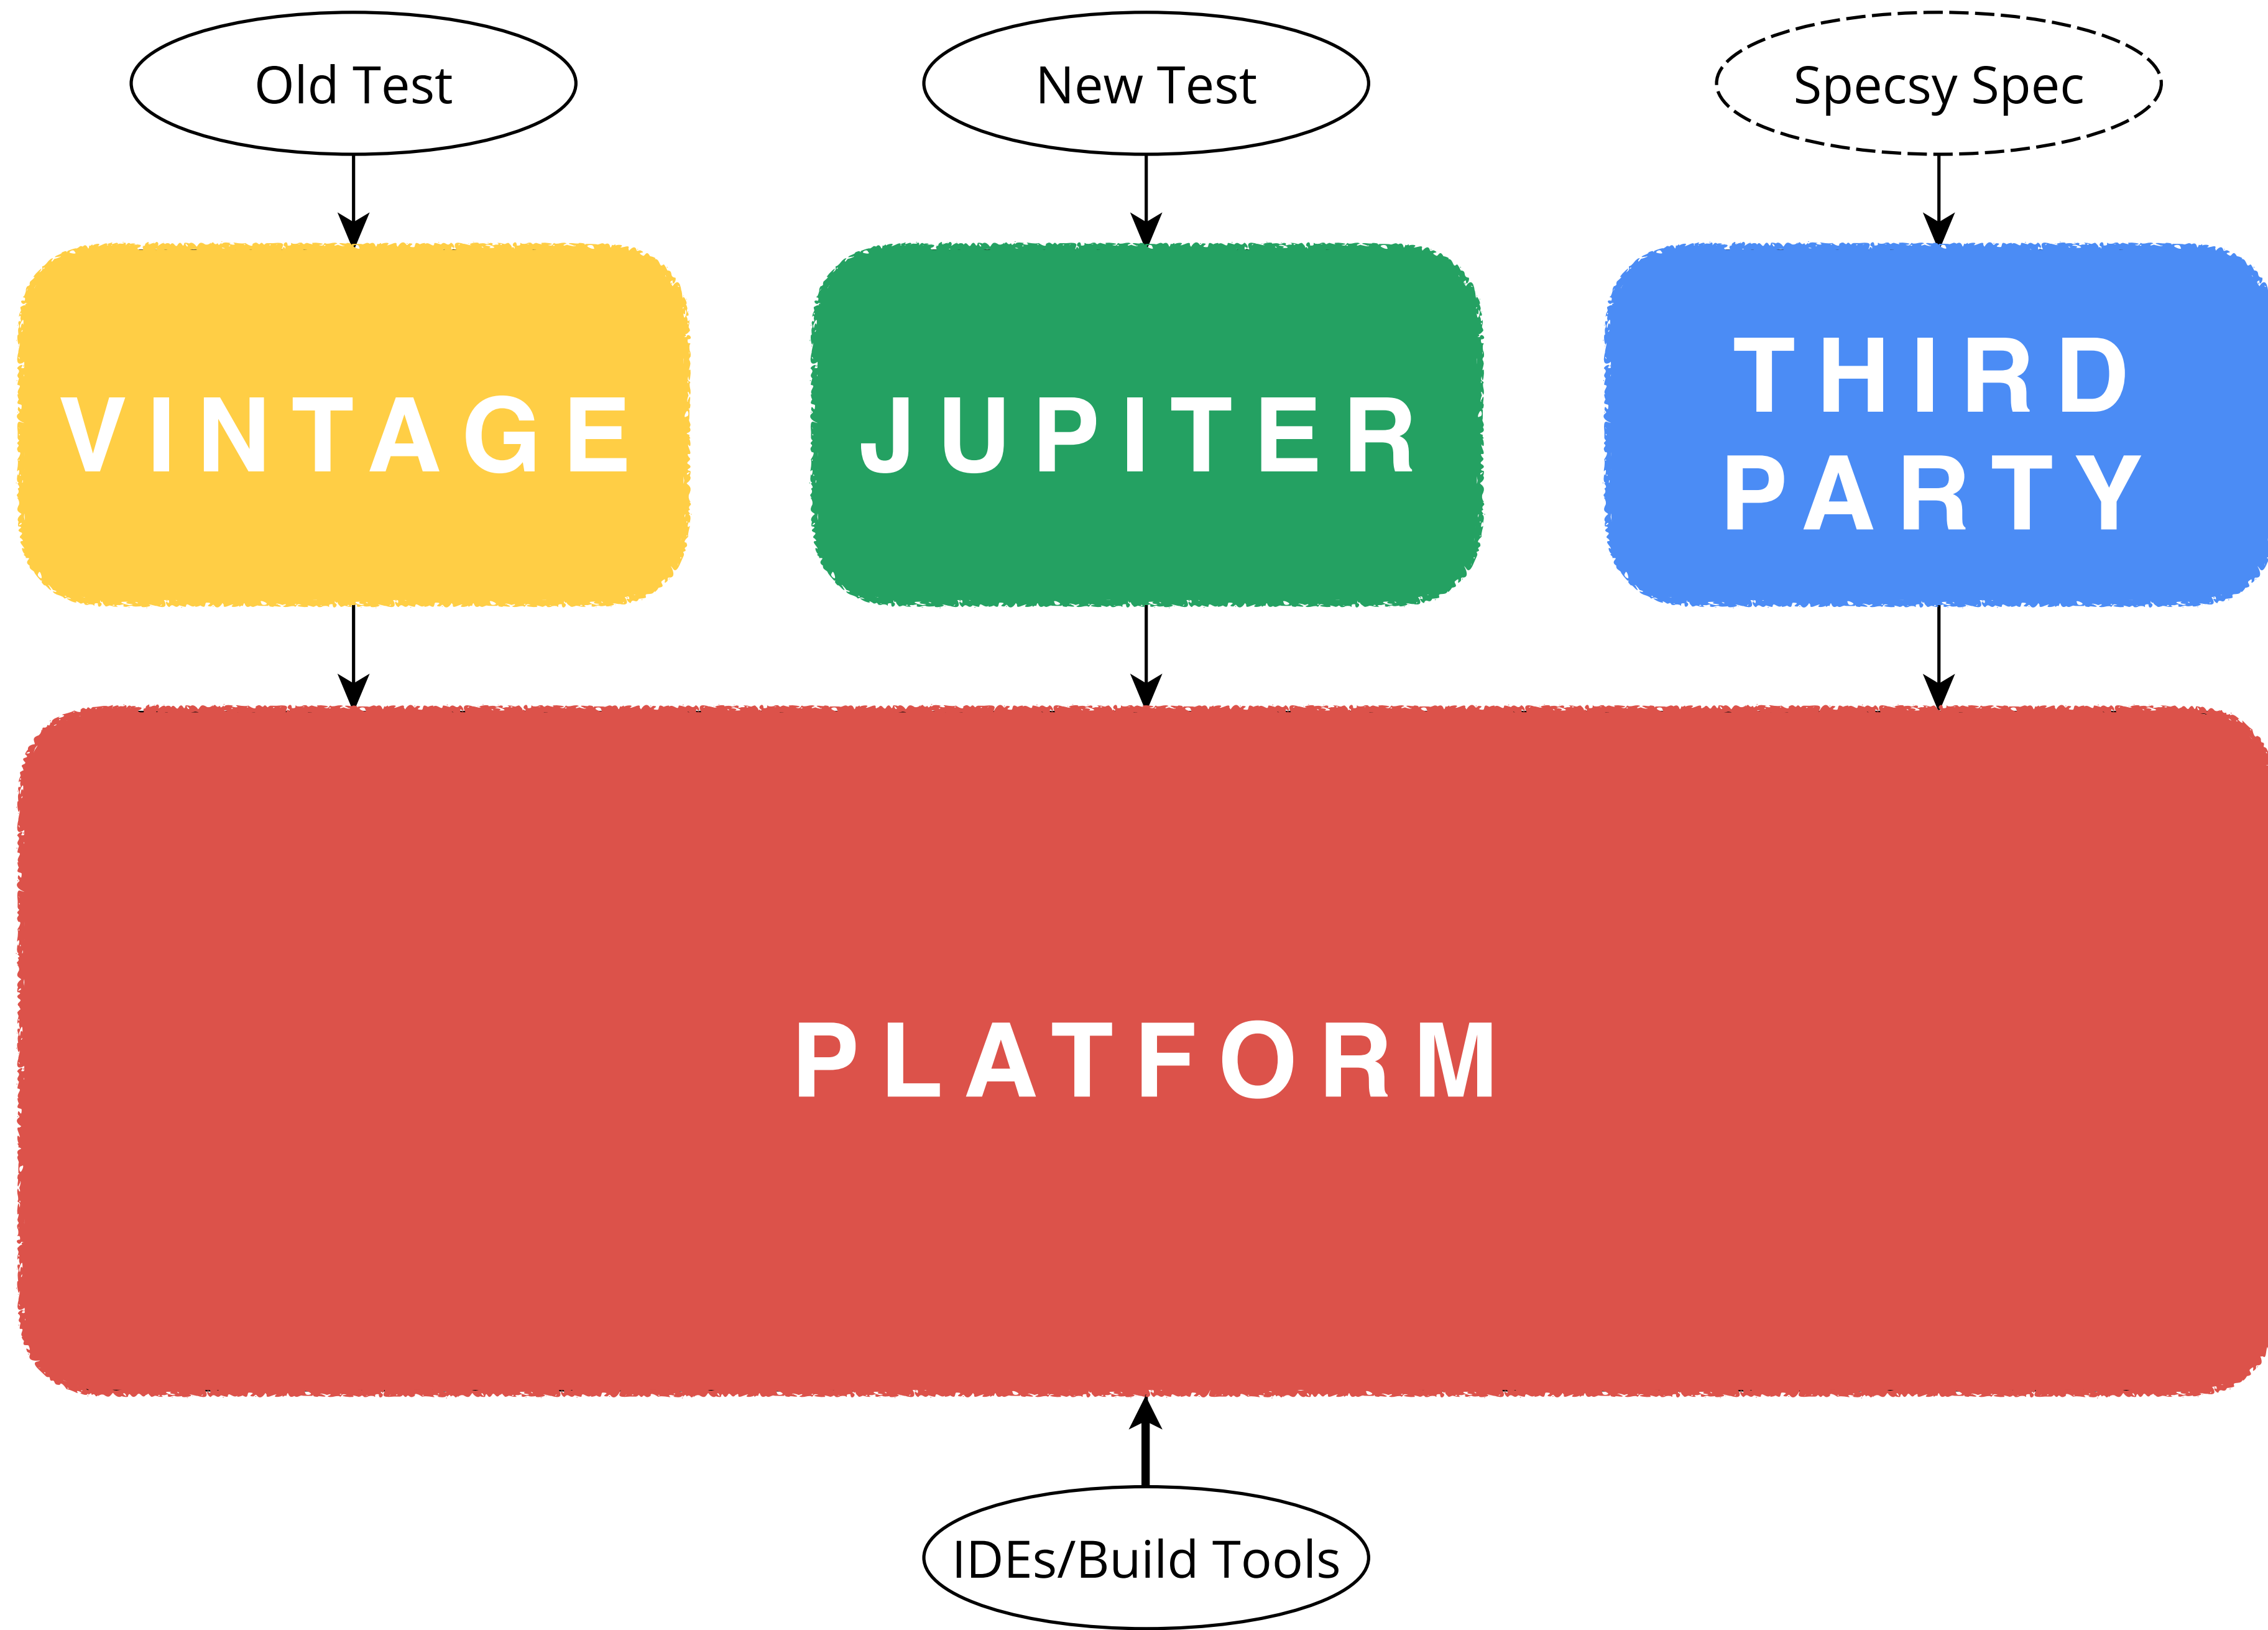 Old Test
New Test
Specsy Spec
VINTAGE
JUPITER
THIRD
PARTY
PLATFORM
IDEs/Build Tools